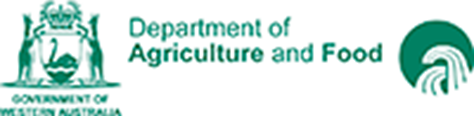 Department of
Agriculture and Food
GOVERNMENT OF
WESTERN AUSTRALIA